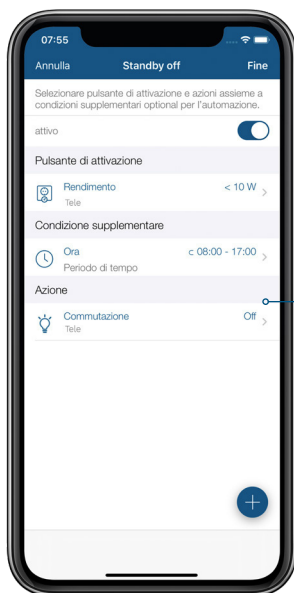 07:55
Annulla Standby off Fine
Selezionare pulsante di attivazione e azioni assieme a
condizioni supplementari optional per l'automazione.
attivo
Pulsante di attivazione
Rendimento < 10 W
Tele
Condizione supplementare
Ora ⊂ 08:00 - 17:00
Periodo di tempo
Azione
Commutazione Off
Tele